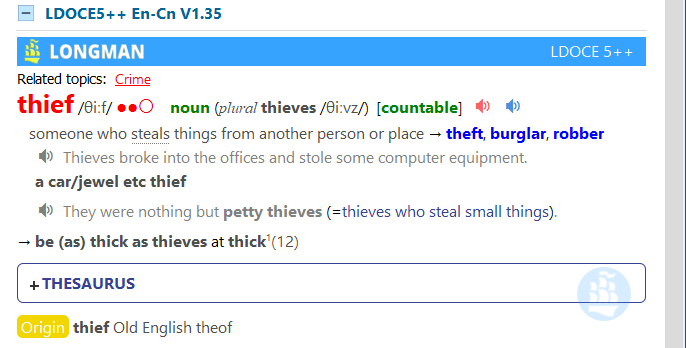 LDOCE5++ En-Cn V1.35
LONGMAN LDOCE 5++
Related topics: Crime
thief /θiːf/ ●●○ noun (plural thieves /θiːvz/) [countable]
someone who steals things from another person or place → theft, burglar, robber
Thieves broke into the offices and stole some computer equipment.
a car/jewel etc thief
They were nothing but petty thieves (=thieves who steal small things).
→ be (as) thick as thieves at thick¹(12)
+ THESAURUS
Origin thief Old English theof